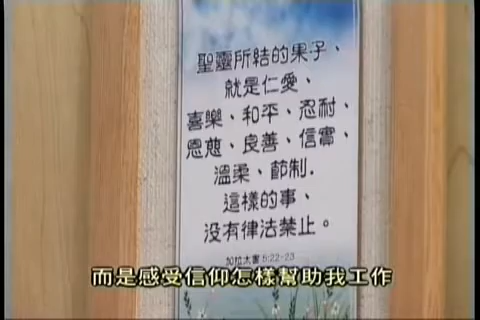 聖靈所結的果子、
就是仁愛、
喜樂、和平、忍耐、
恩慈、良善、信實、
溫柔、節制.
這樣的事、
没有律法禁止。
加拉太書 5:22-23
而是感受信仰怎樣幫助我工作